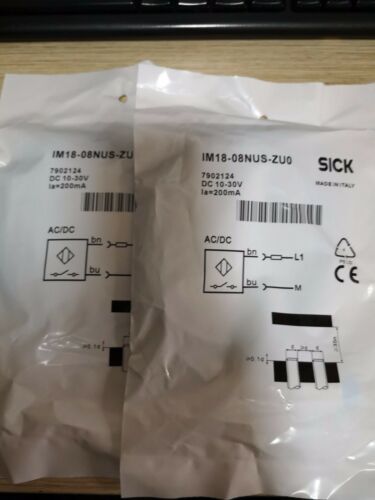 IM18-08NUS-ZU
7902124
DC 10-30V
Ia=200mA
AC/DC
bn
bu
IM18-08NUS-ZU0
SICK
7902124
DC 10-30V
Ia=200mA
MADE IN ITALY
AC/DC
bn
L1
bu
M
CE